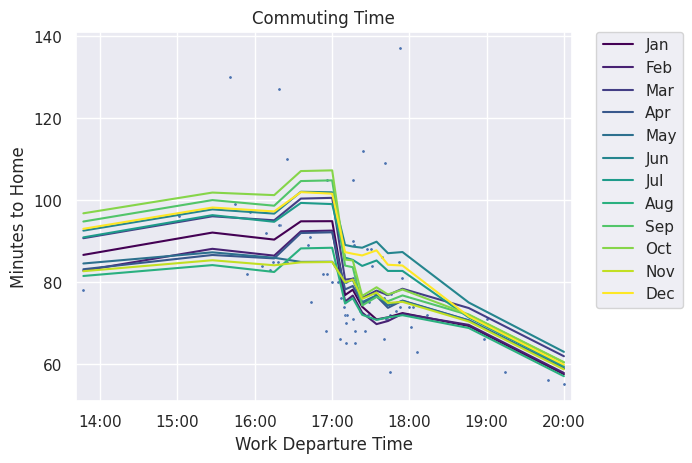 Commuting Time
140
120
100
80
60
Minutes to Home
14:00 15:00 16:00 17:00 18:00 19:00 20:00
Work Departure Time
Jan
Feb
Mar
Apr
May
Jun
Jul
Aug
Sep
Oct
Nov
Dec